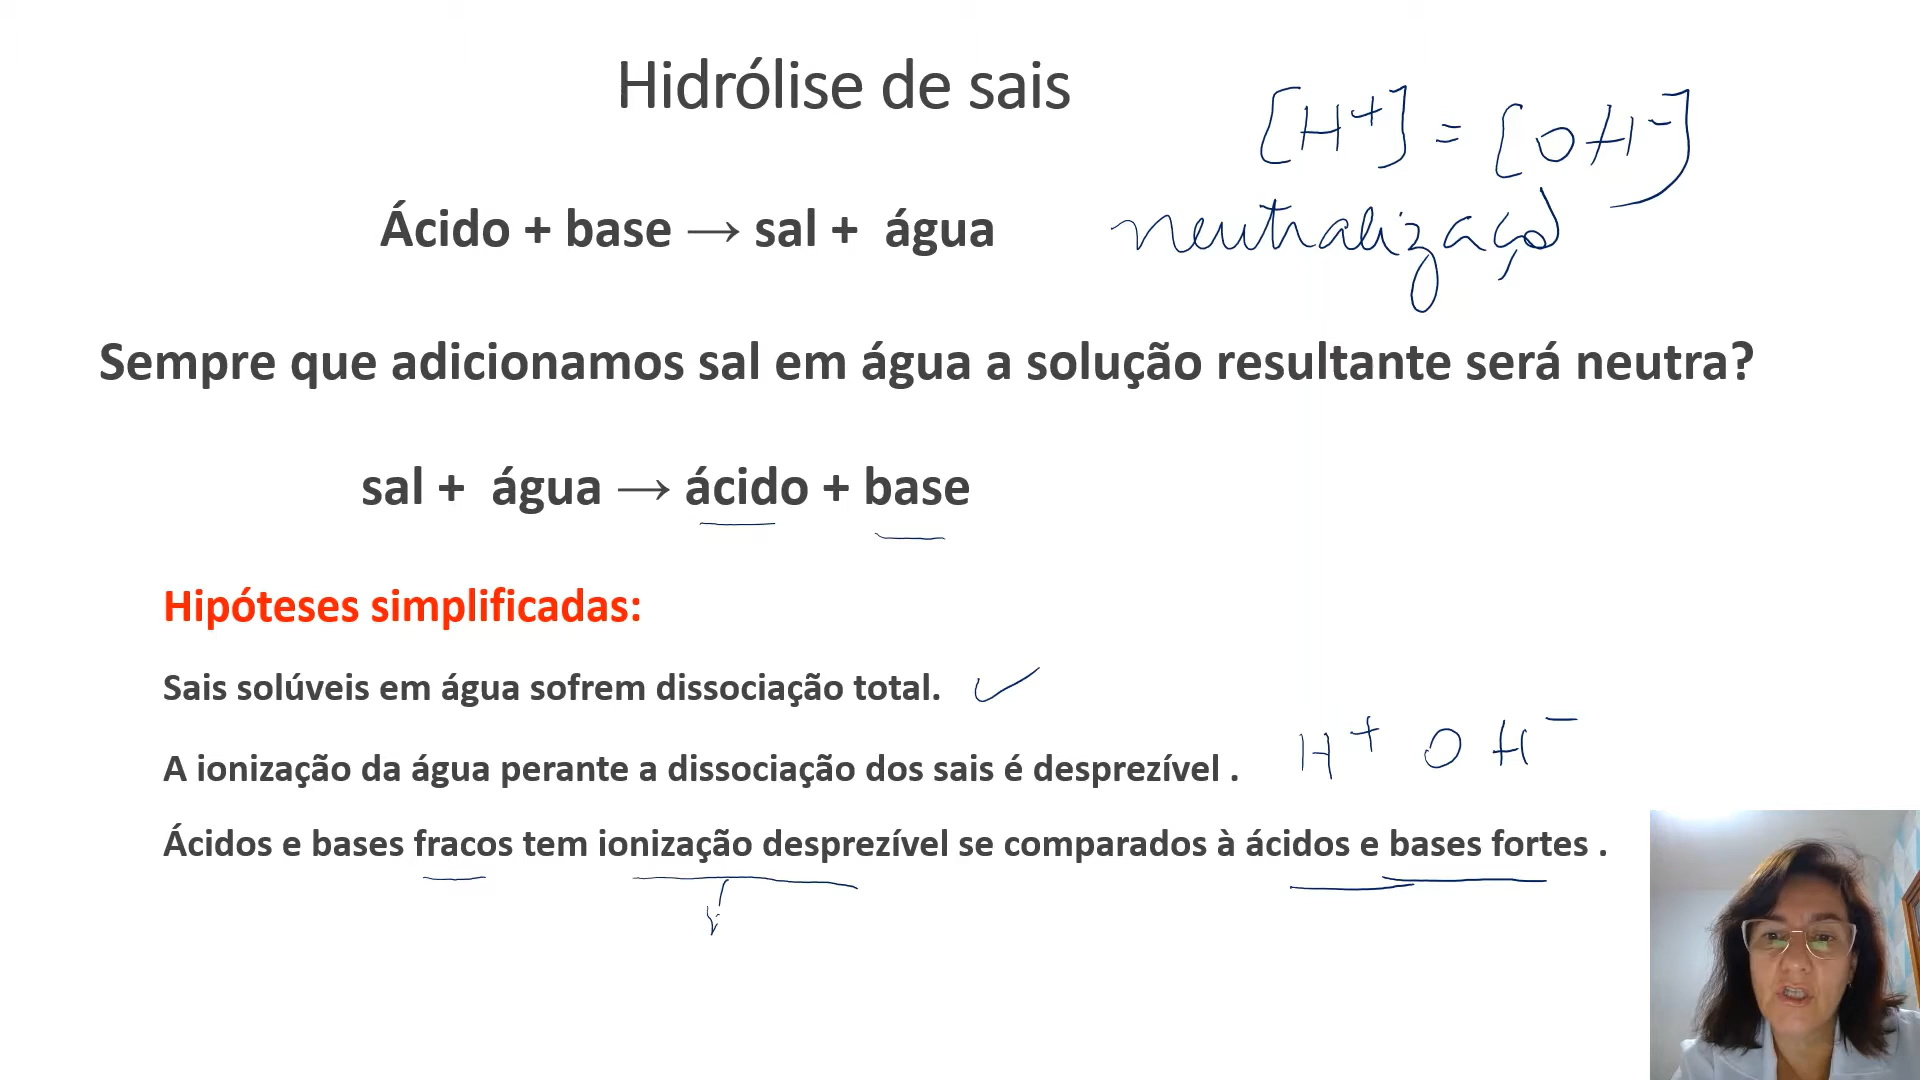 Hidrólise de sais
[H+] = [OH-]
Ácido + base → sal + água
neutralização
Sempre que adicionamos sal em água a solução resultante será neutra?
sal + água → ácido + base
Hipóteses simplificadas:
Sais solúveis em água sofrem dissociação total.
A ionização da água perante a dissociação dos sais é desprezível .
H+ OH-
Ácidos e bases fracos tem ionização desprezível se comparados à ácidos e bases fortes .